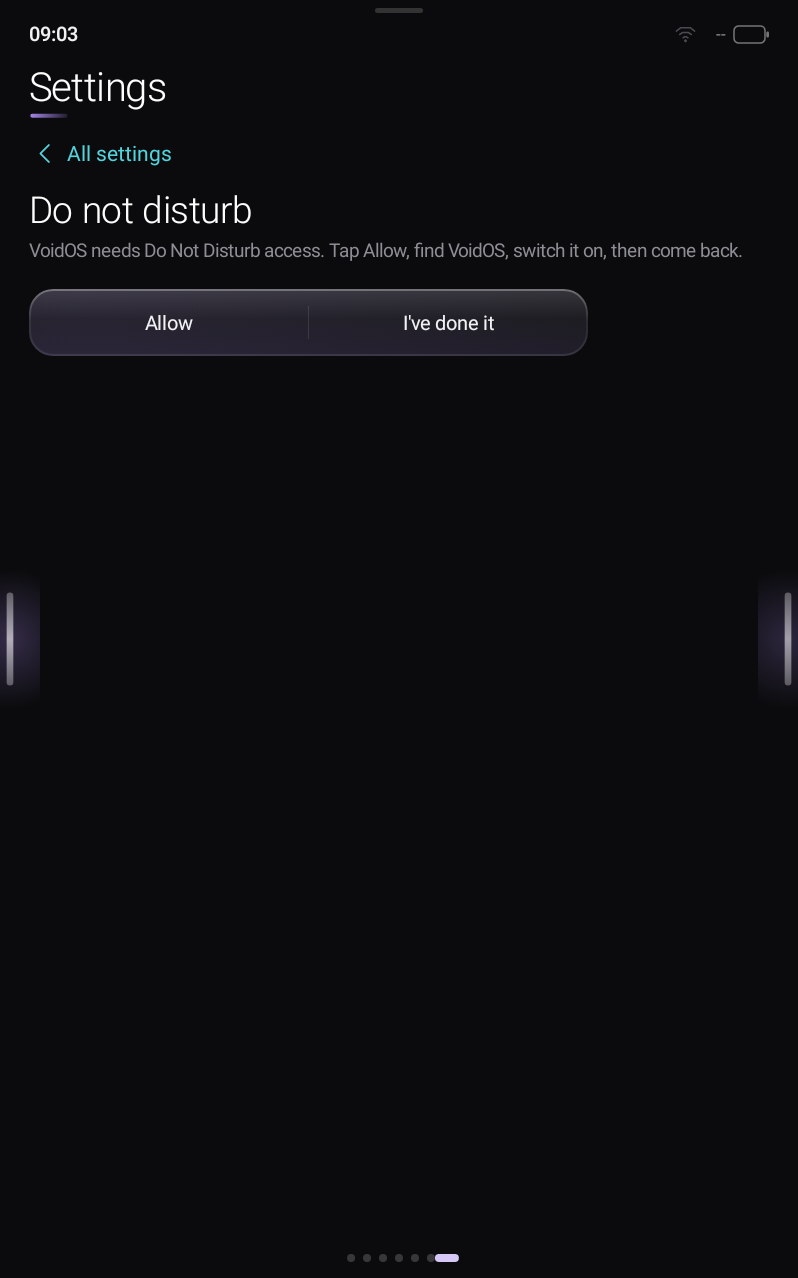 09:03
--
Settings
All settings
Do not disturb
VoidOS needs Do Not Disturb access. Tap Allow, find VoidOS, switch it on, then come back.
Allow
I've done it